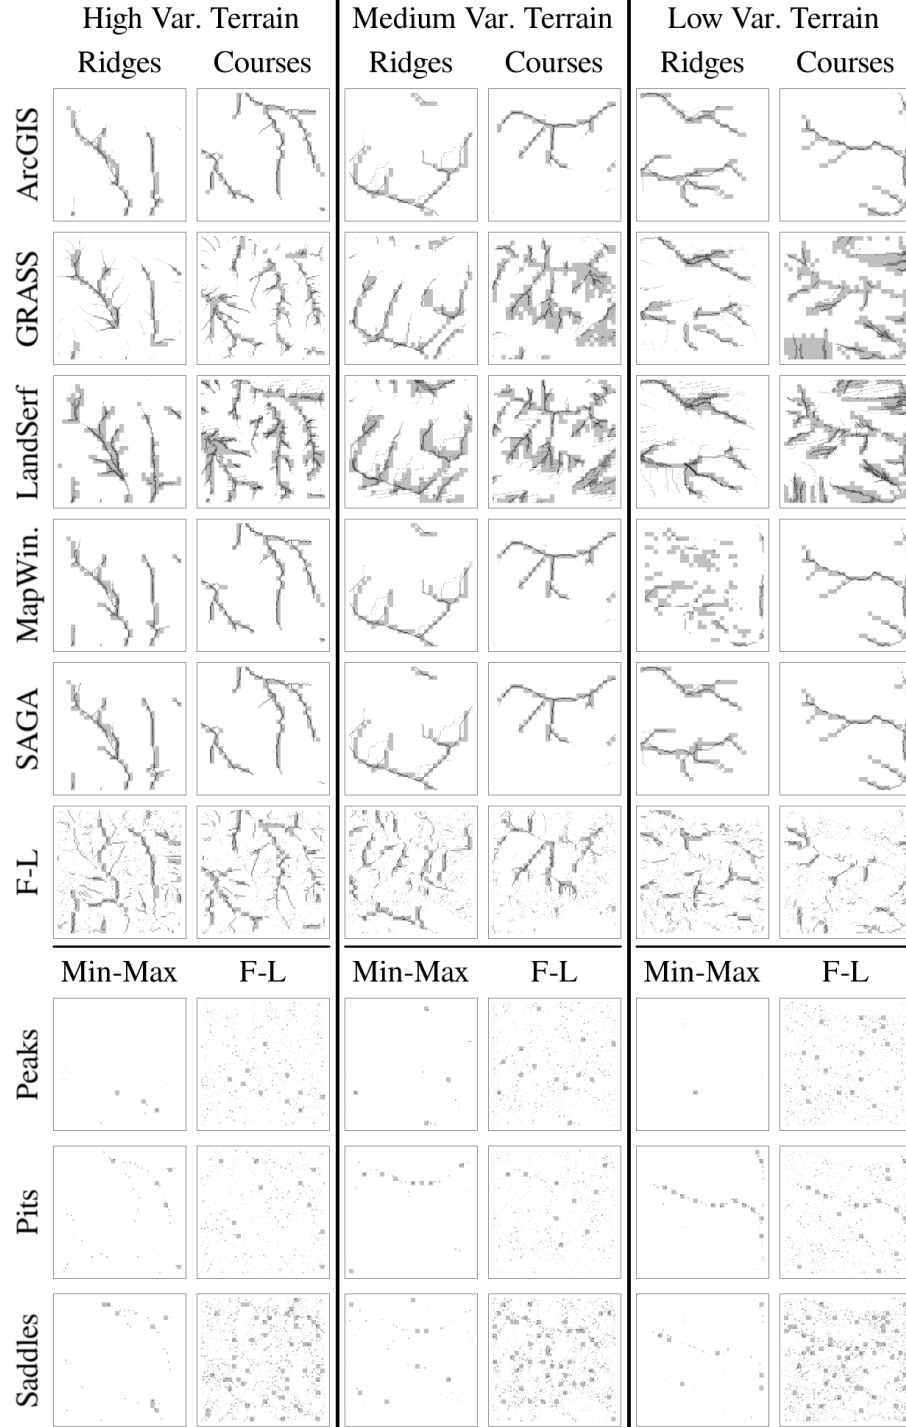 High Var. Terrain Medium Var. Terrain Low Var. Terrain
Ridges Courses Ridges Courses Ridges Courses
ArcGIS
GRASS
LandSerf
MapWin.
SAGA
F-L
Min-Max F-L Min-Max F-L Min-Max F-L
Peaks
Pits
Saddles